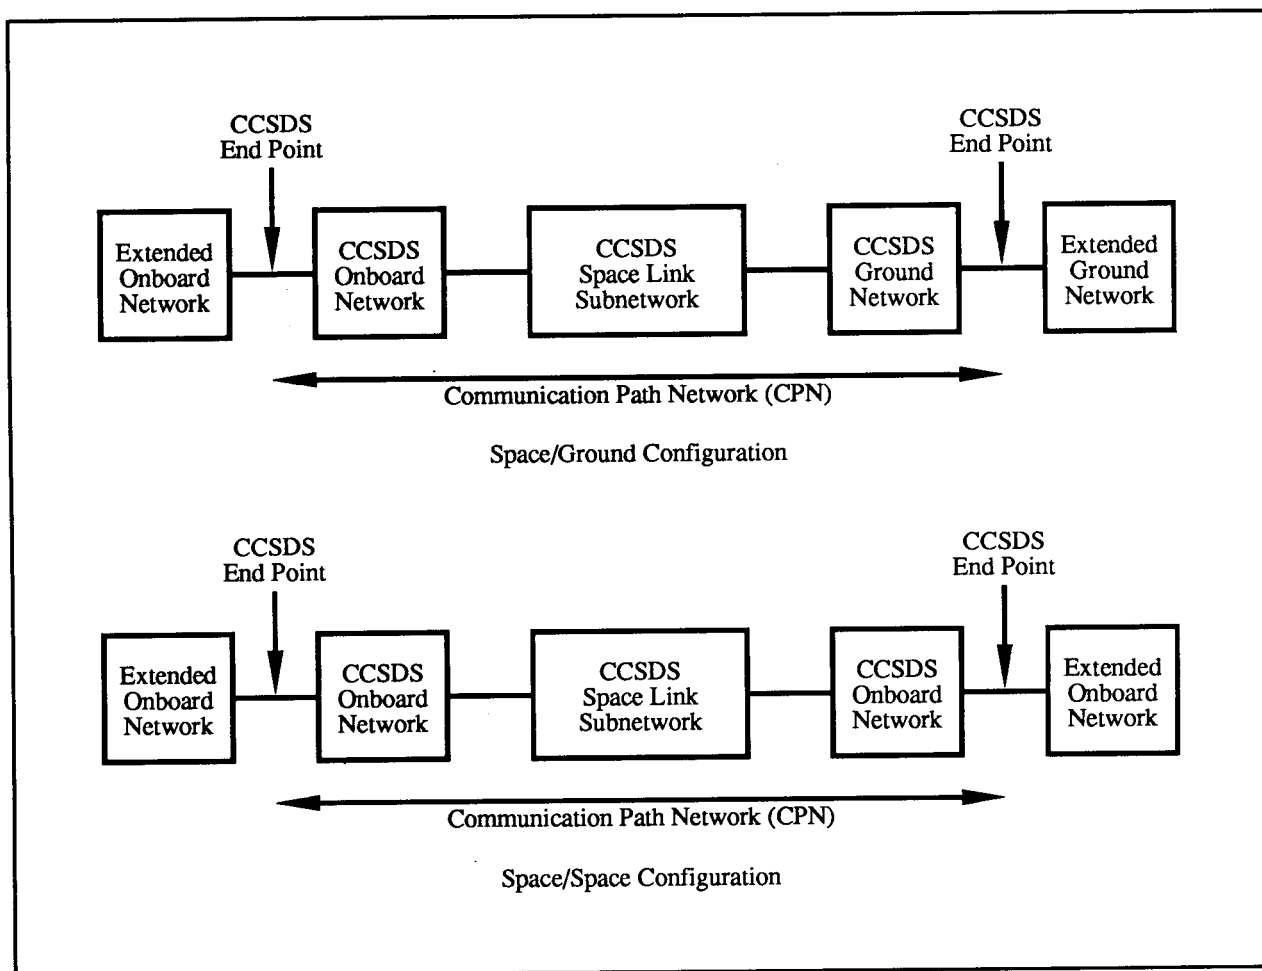 CCSDS
End Point
CCSDS
End Point
Extended
Onboard
Network
CCSDS
Onboard
Network
CCSDS
Space Link
Subnetwork
CCSDS
Ground
Network
Extended
Ground
Network
Communication Path Network (CPN)
Space/Ground Configuration
CCSDS
End Point
CCSDS
End Point
Extended
Onboard
Network
CCSDS
Onboard
Network
CCSDS
Space Link
Subnetwork
CCSDS
Onboard
Network
Extended
Onboard
Network
Communication Path Network (CPN)
Space/Space Configuration